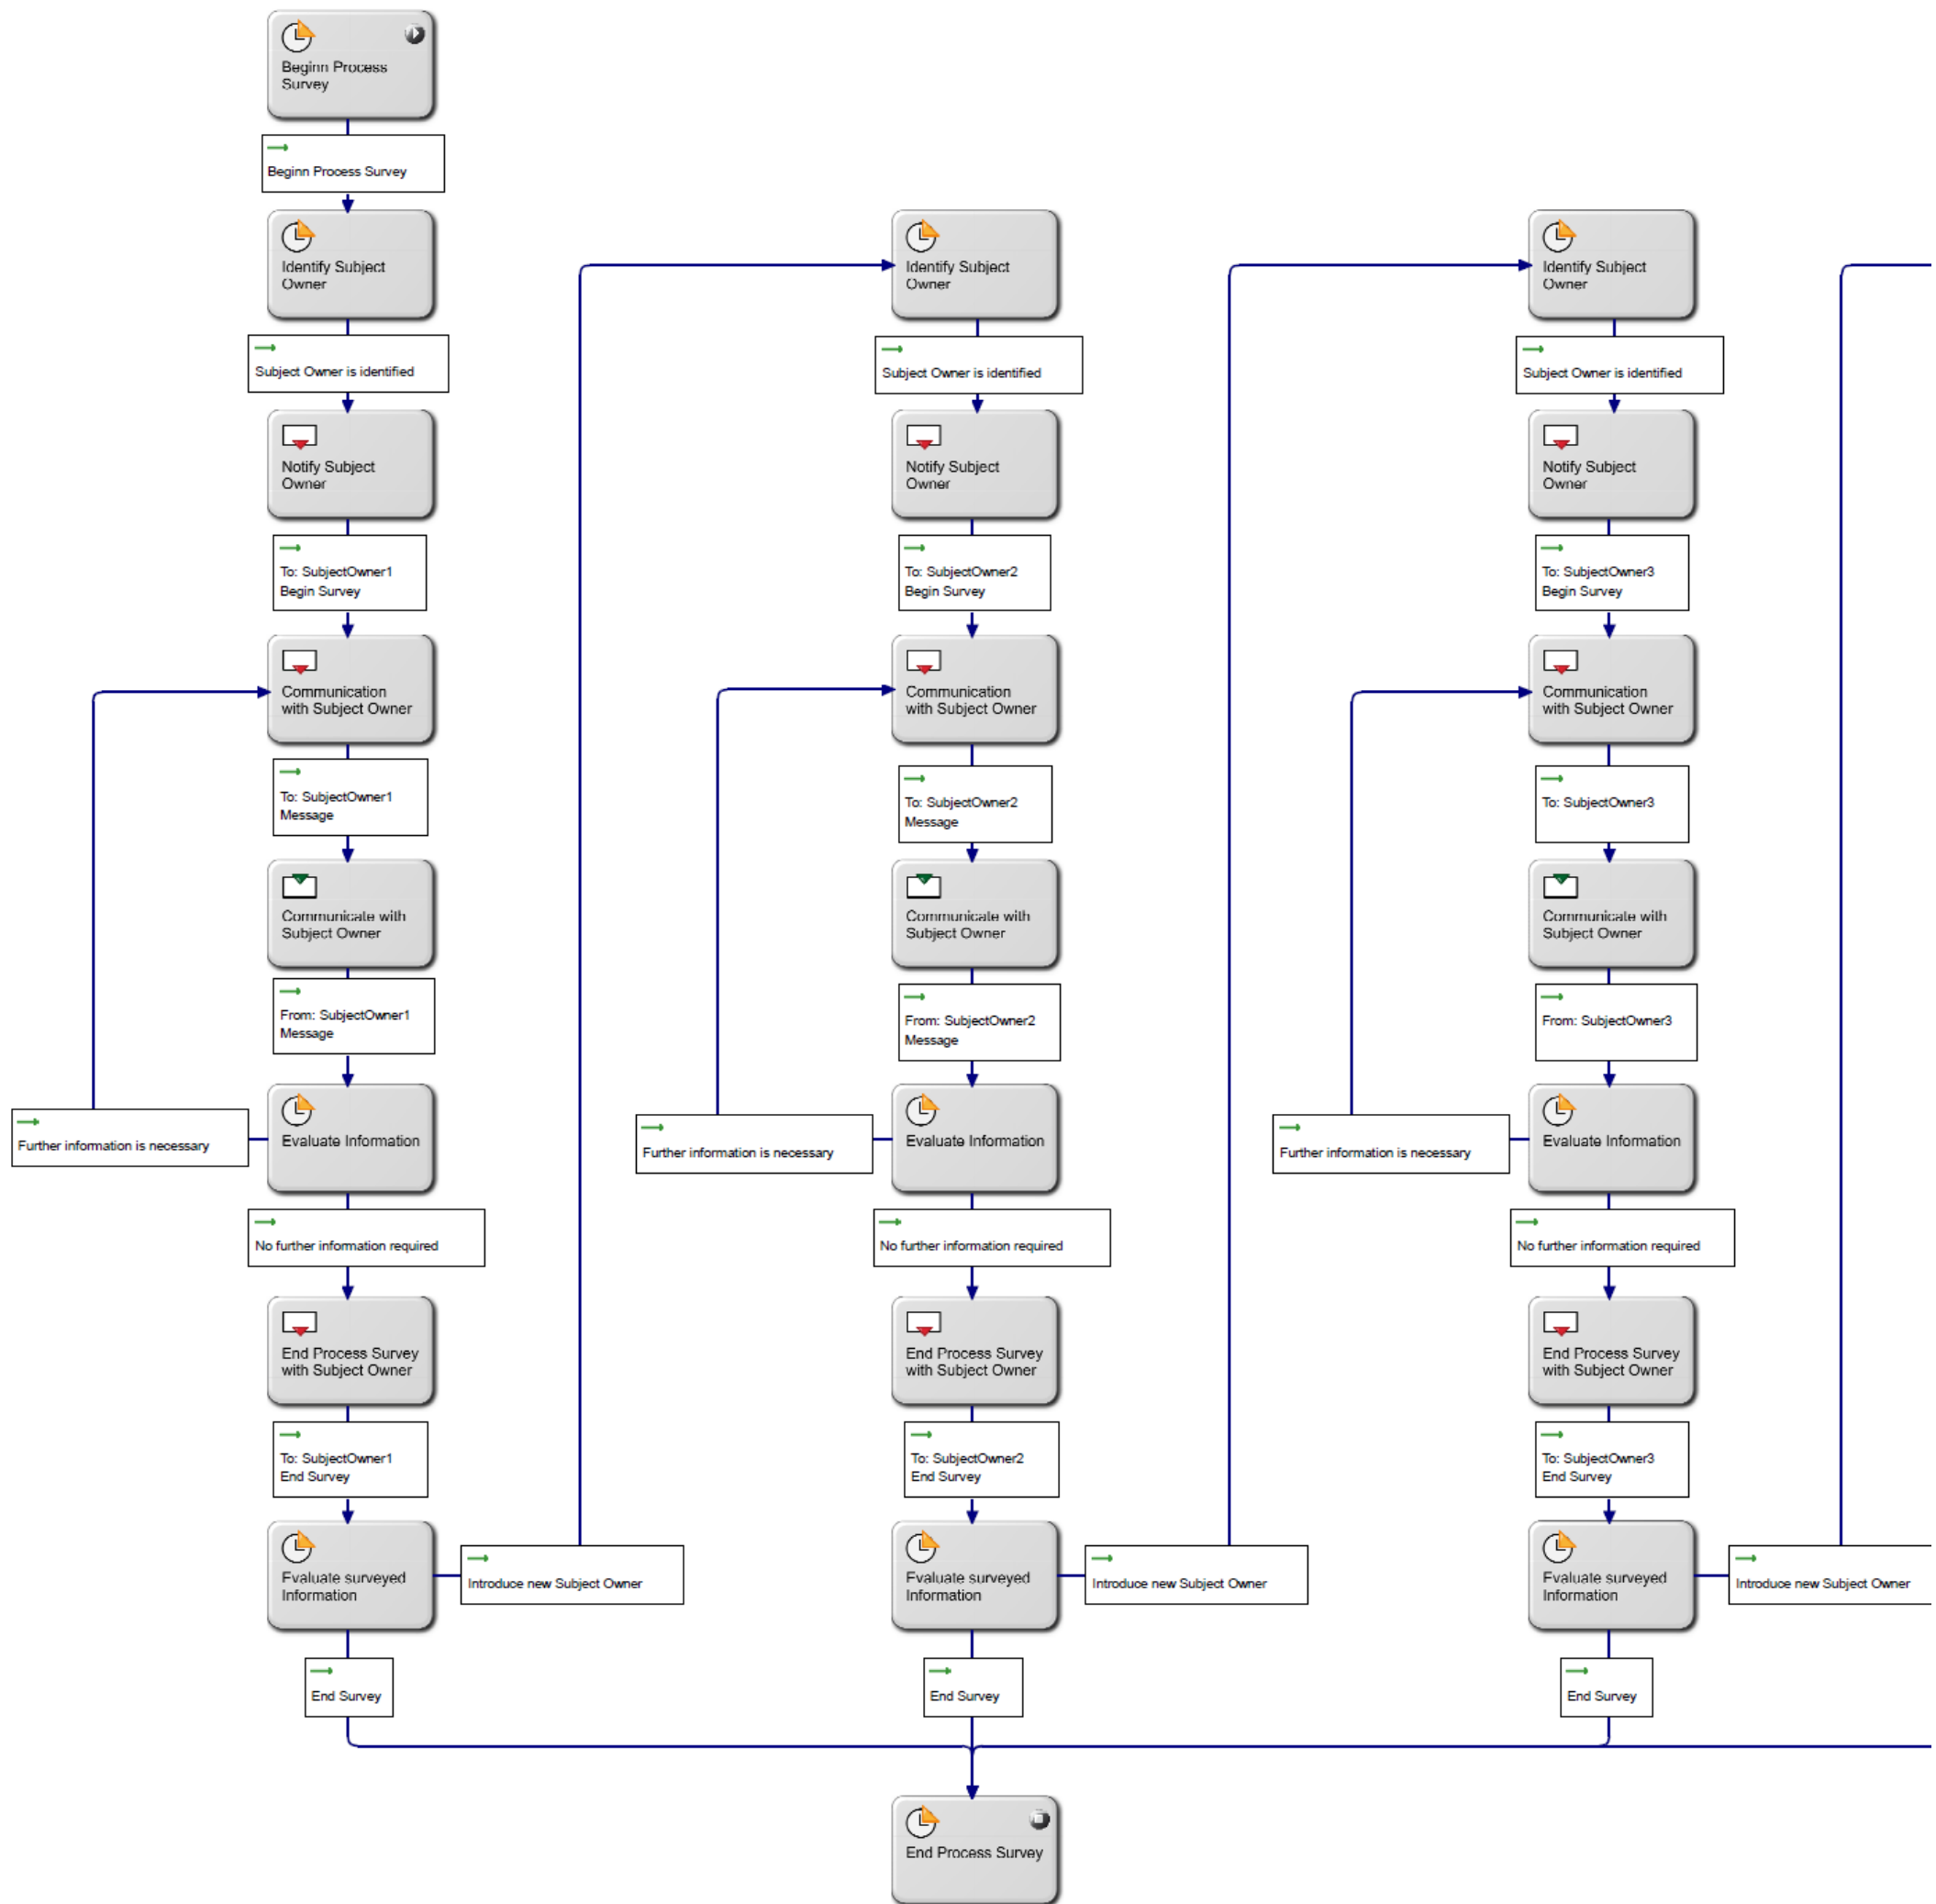 Beginn Process
Survey
Beginn Process Survey
Identify Subject
Owner
Subject Owner is identified
Notify Subject
Owner
To: SubjectOwner1
Begin Survey
Communication
with Subject Owner
To: SubjectOwner1
Message
Communicate with
Subject Owner
From: SubjectOwner1
Message
Evaluate Information
Further information is necessary
No further information required
End Process Survey
with Subject Owner
To: SubjectOwner1
End Survey
Evaluate surveyed
Information
Introduce new Subject Owner
End Survey
Identify Subject
Owner
Subject Owner is identified
Notify Subject
Owner
To: SubjectOwner2
Begin Survey
Communication
with Subject Owner
To: SubjectOwner2
Message
Communicate with
Subject Owner
From: SubjectOwner2
Message
Evaluate Information
Further information is necessary
No further information required
End Process Survey
with Subject Owner
To: SubjectOwner2
End Survey
Evaluate surveyed
Information
Introduce new Subject Owner
End Survey
Identify Subject
Owner
Subject Owner is identified
Notify Subject
Owner
To: SubjectOwner3
Begin Survey
Communication
with Subject Owner
To: SubjectOwner3
Communicate with
Subject Owner
From: SubjectOwner3
Evaluate Information
Further information is necessary
No further information required
End Process Survey
with Subject Owner
To: SubjectOwner3
End Survey
Evaluate surveyed
Information
Introduce new Subject Owner
End Survey
End Process Survey